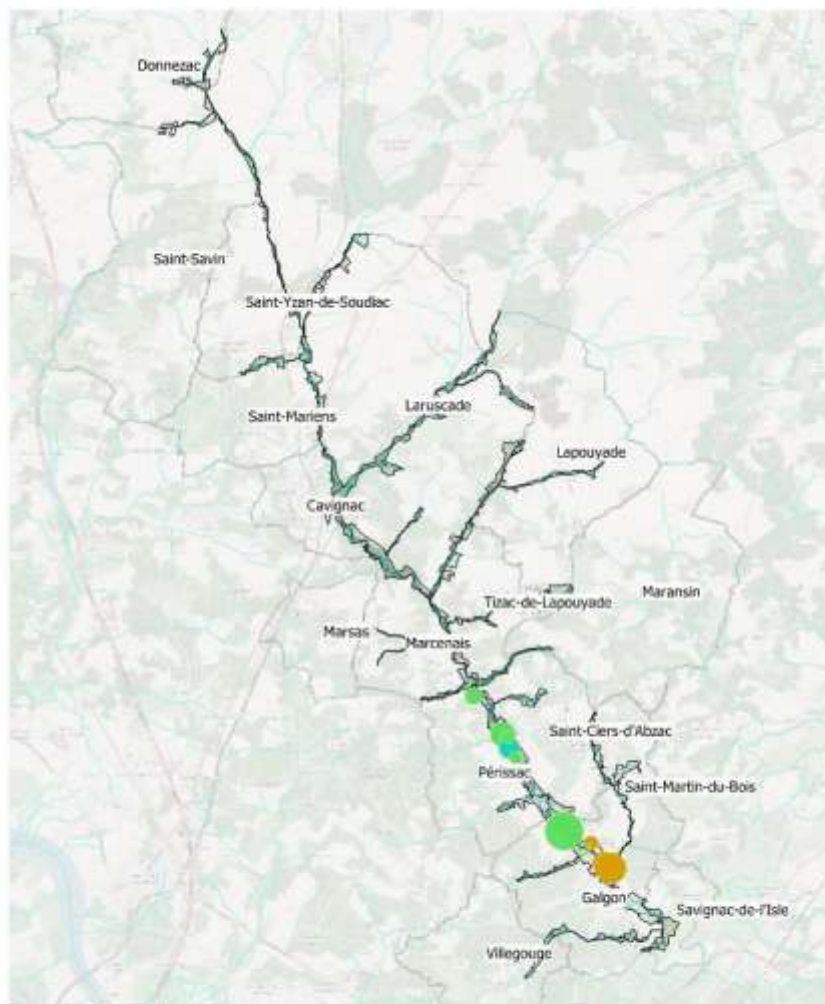 Donnezac
Saint-Savin
Saint-Yzan-de-Soudiac
Saint-Mariens
Laruscade
Lapouyade
Cavignac
Tizac-de-Lapouyade
Maransin
Marsas
Marcenais
Saint-Ciers-d'Abzac
Périssac
Saint-Martin-du-Bois
Galgon
Savignac-de-l'Isle
Villegouge